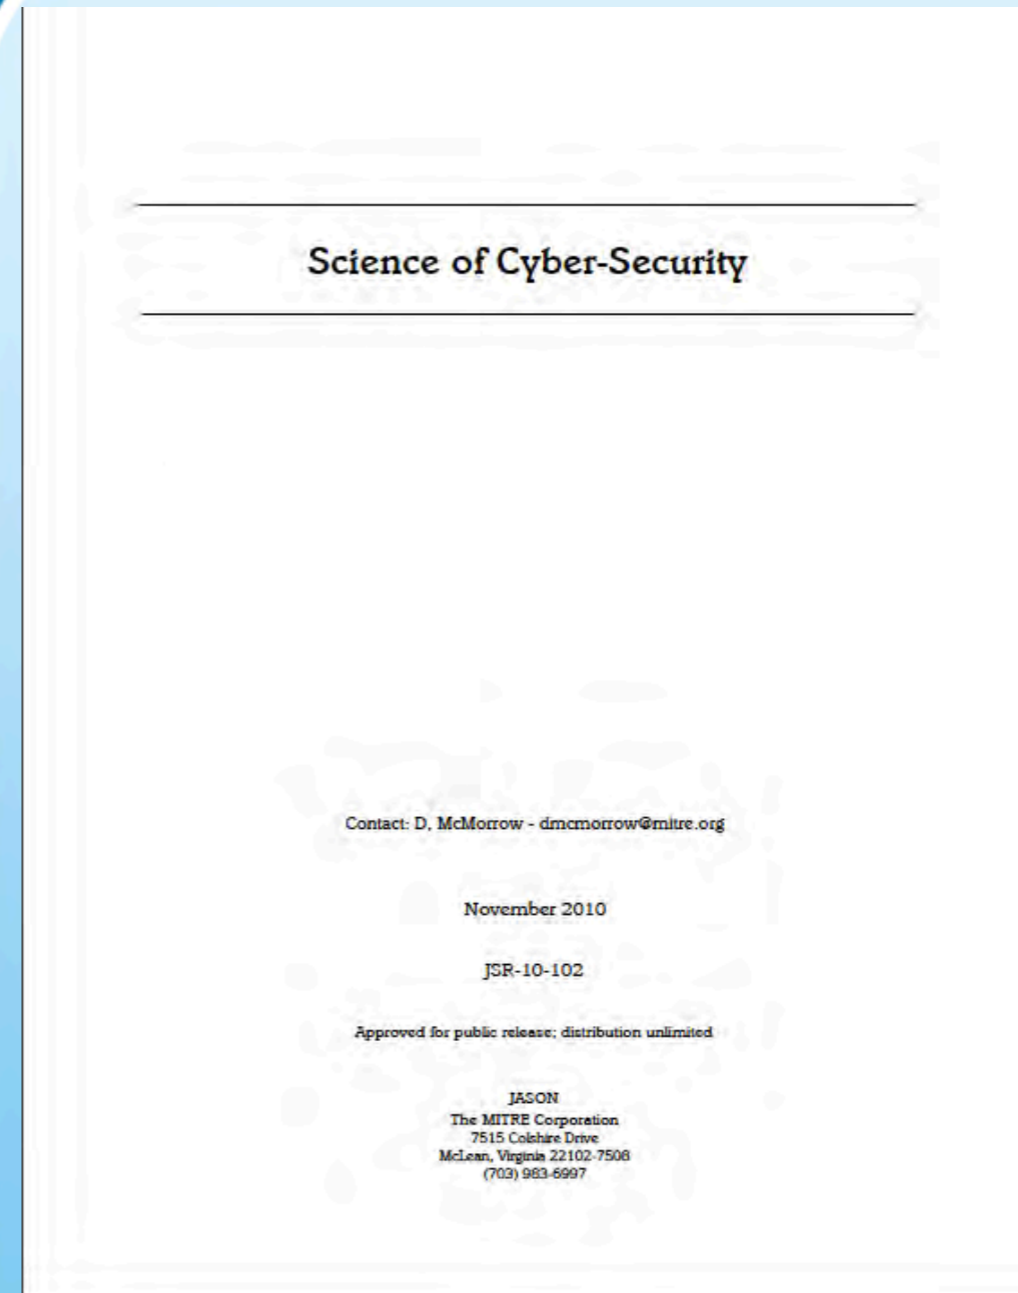 Science of Cyber-Security
Contact: D, McMorrow - dmcmorrow@mitre.org
November 2010
JSR-10-102
Approved for public release; distribution unlimited
JASON
The MITRE Corporation
7515 Colshire Drive
McLean, Virginia 22102-7508
(703) 983-6997